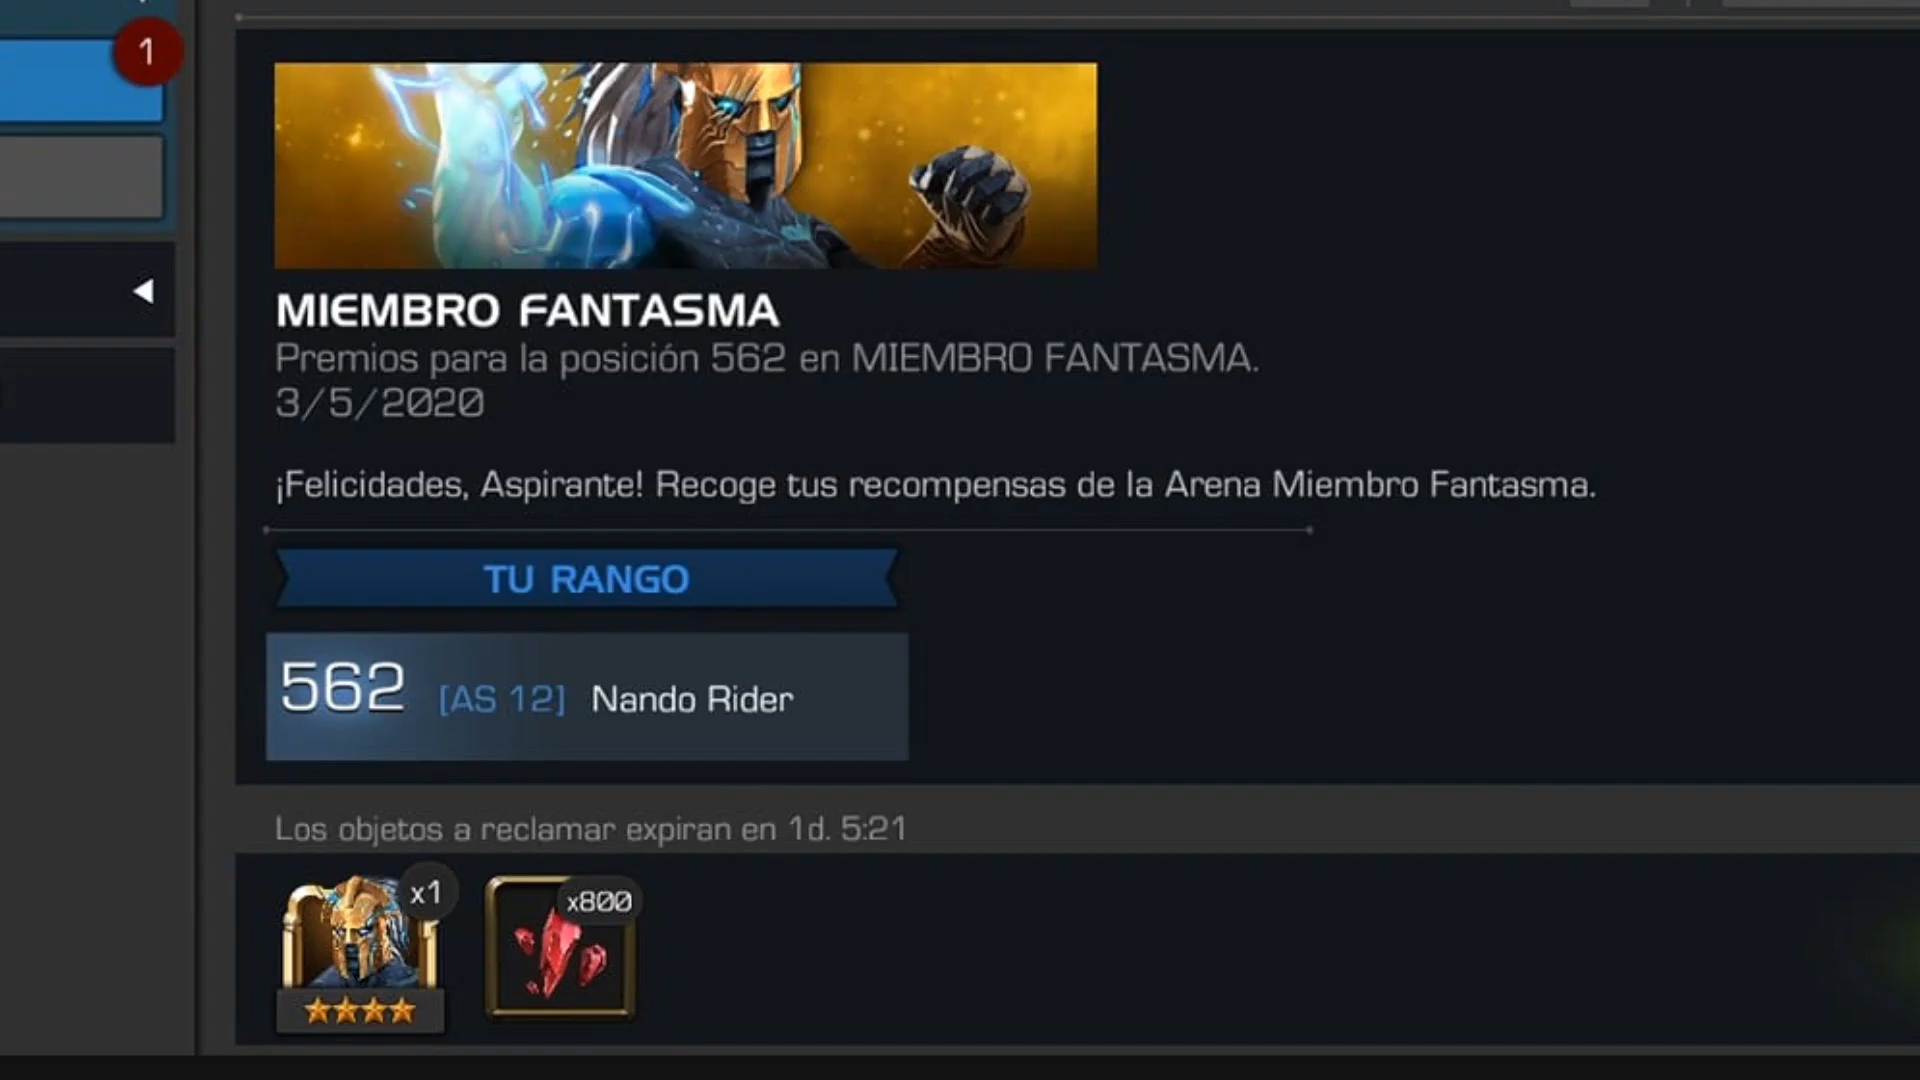 1
MIEMBRO FANTASMA
Premios para la posición 562 en MIEMBRO FANTASMA.
3/5/2020
¡Felicidades, Aspirante! Recoge tus recompensas de la Arena Miembro Fantasma.
TU RANGO
562 [AS 12] Nando Rider
Los objetos a reclamar expiran en 1d. 5:21
x1
x800